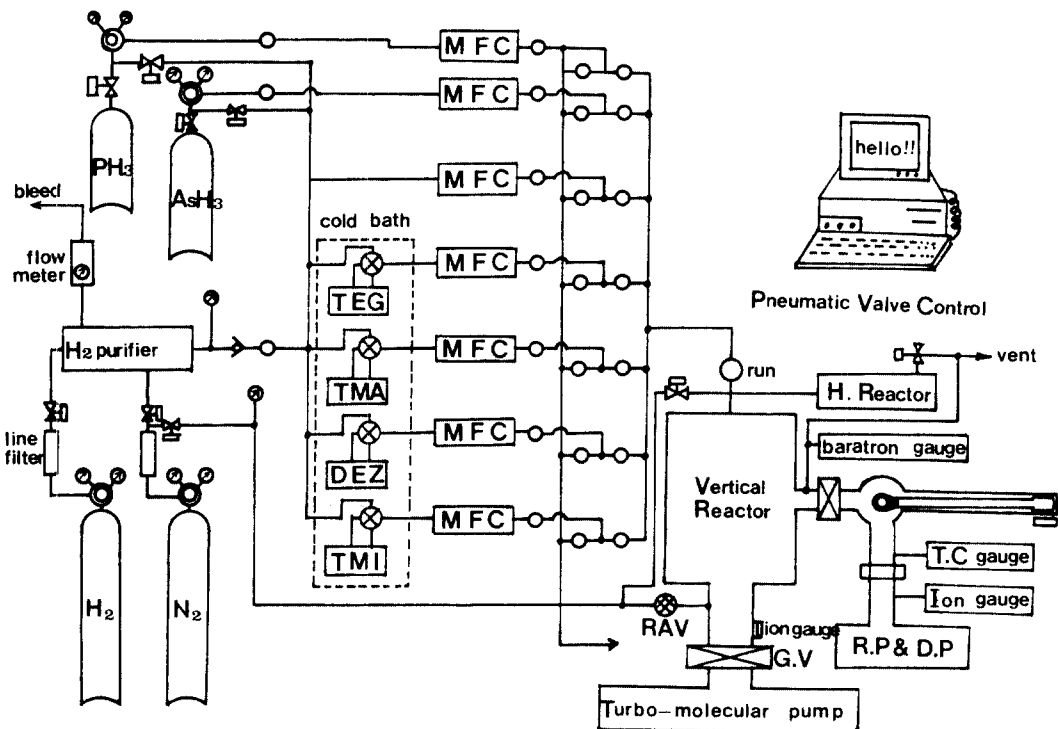 MFC
MFC
PH3
AsH3
MFC
hello!!
bleed
cold bath
flow
meter
MFC
TEG
Pneumatic Valve Control
H2 purifier
MFC
TMA
run
vent
H. Reactor
line
filter
MFC
DEZ
baratron gauge
Vertical
Reactor
MFC
TMI
T.C gauge
Ion gauge
H2
N2
RAV
ion gauge
G.V
R.P & D.P
Turbo-molecular pump